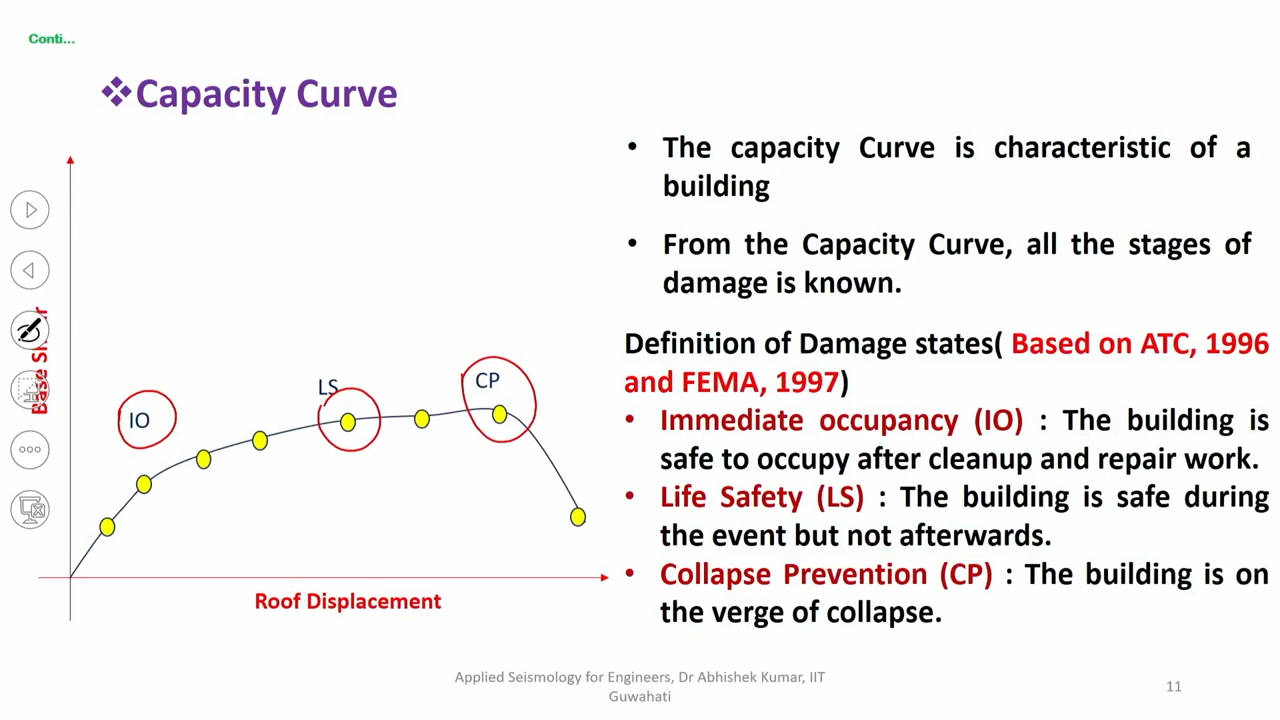 Conti...
❖Capacity Curve
• The capacity Curve is characteristic of a
building
• From the Capacity Curve, all the stages of
damage is known.
Definition of Damage states( Based on ATC, 1996
and FEMA, 1997)
• Immediate occupancy (IO) : The building is
safe to occupy after cleanup and repair work.
• Life Safety (LS) : The building is safe during
the event but not afterwards.
• Collapse Prevention (CP) : The building is on
the verge of collapse.
IO
LS
CP
Base
Roof Displacement
Applied Seismology for Engineers, Dr Abhishek Kumar, IIT
Guwahati
11